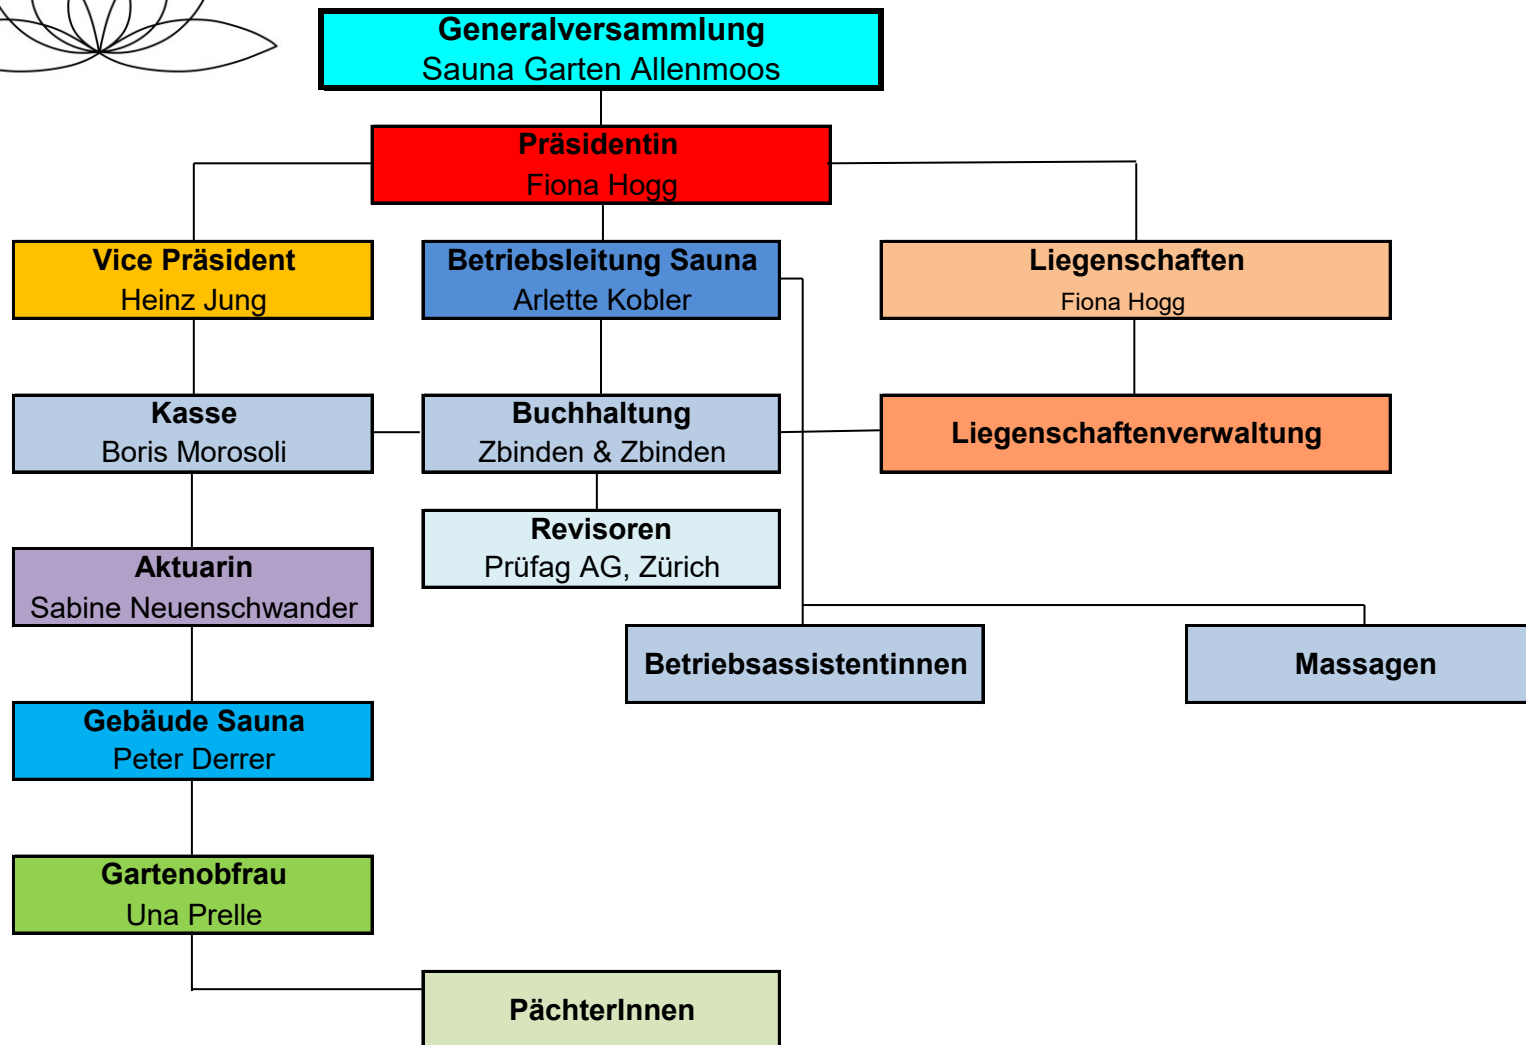 Generalversammlung
Sauna Garten Allenmoos
Präsidentin
Fiona Hogg
Vice Präsident
Heinz Jung
Betriebsleitung Sauna
Arlette Kobler
Liegenschaften
Fiona Hogg
Kasse
Boris Morosoli
Buchhaltung
Zbinden & Zbinden
Liegenschaftenverwaltung
Revisoren
Prüfag AG, Zürich
Aktuarin
Sabine Neuenschwander
Betriebsassistentinnen
Massagen
Gebäude Sauna
Peter Derrer
Gartenobfrau
Una Prelle
PächterInnen